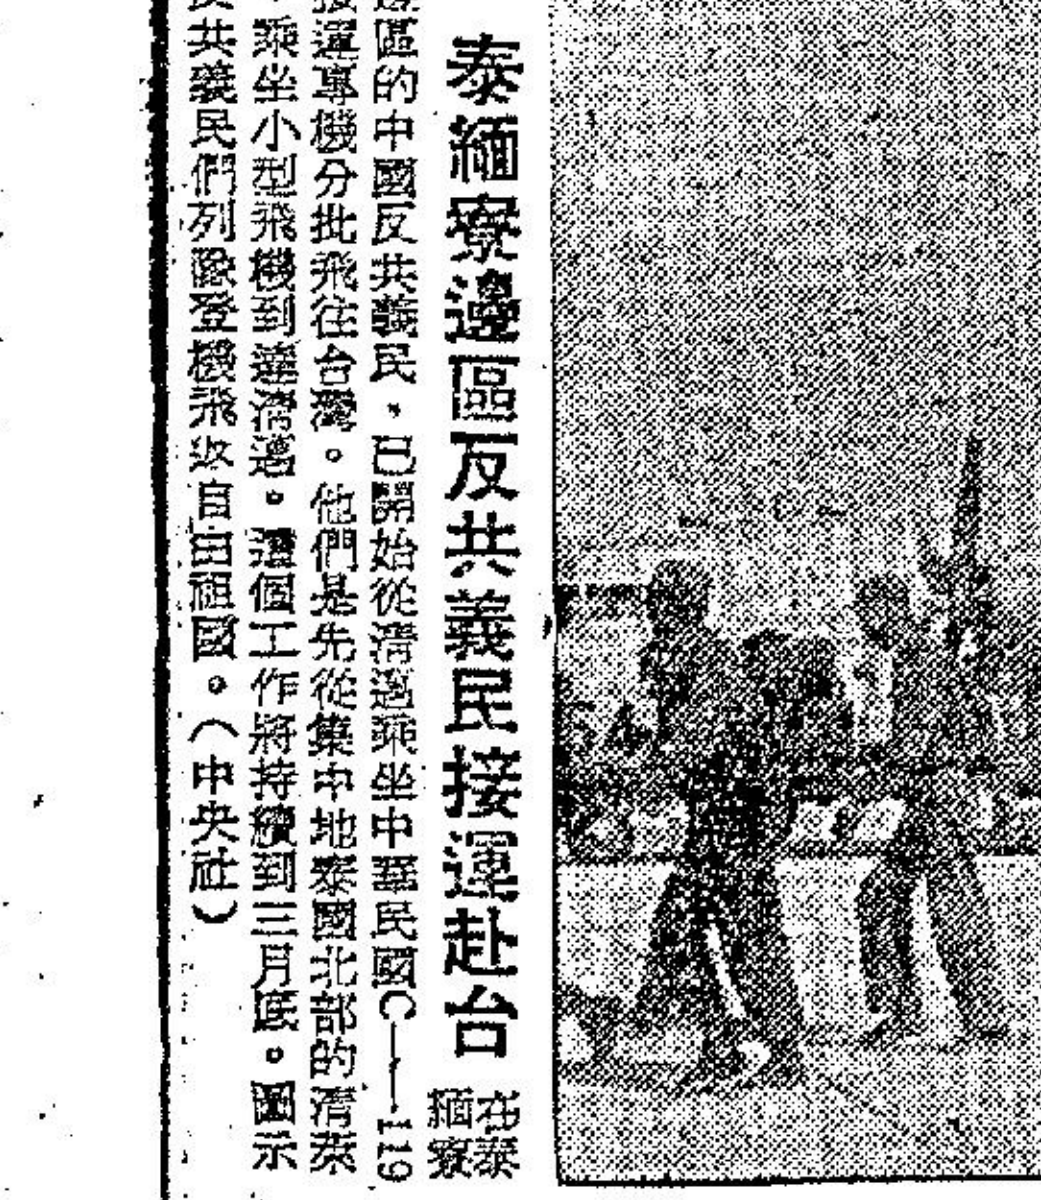 泰緬寮邊區反共義民接運赴台
在泰
緬寮
邊區的中國反共義民,已開始從清邁乘坐中華民國C—119
接運專機分批飛往台灣。他們是先從集中地泰國北部的清萊
,乘坐小型飛機到達清邁。這個工作將持續到三月底。圖示
反共義民們列隊登機飛返自由祖國。(中央社)
64